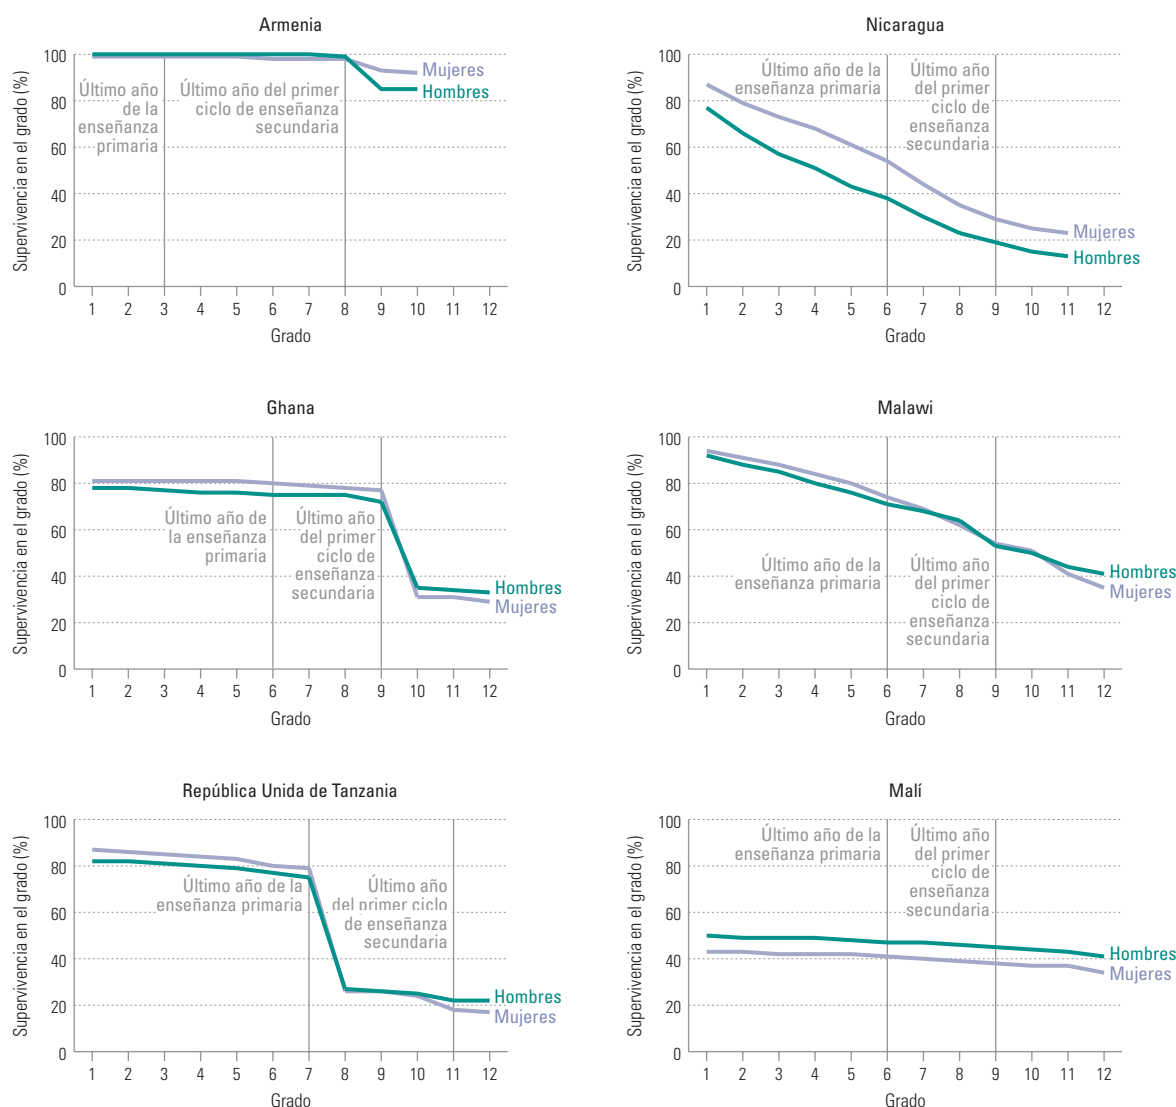 Armenia
Supervivencia en el grado (%)
100
80
60
40
20
0
Último año
de la
enseñanza
primaria
Último año del primer
ciclo de enseñanza
secundaria
Mujeres
Hombres
1 2 3 4 5 6 7 8 9 10 11 12
Grado
Nicaragua
Supervivencia en el grado (%)
100
80
60
40
20
0
Último año de la
enseñanza primaria
Último año
del primer
ciclo de
enseñanza
secundaria
Mujeres
Hombres
1 2 3 4 5 6 7 8 9 10 11 12
Grado
Ghana
Supervivencia en el grado (%)
100
80
60
40
20
0
Último año de
la enseñanza
primaria
Último año
del primer
ciclo de
enseñanza
secundaria
Hombres
Mujeres
1 2 3 4 5 6 7 8 9 10 11 12
Grado
Malawi
Supervivencia en el grado (%)
100
80
60
40
20
0
Último año de la
enseñanza primaria
Último año
del primer
ciclo de
enseñanza
secundaria
Hombres
Mujeres
1 2 3 4 5 6 7 8 9 10 11 12
Grado
República Unida de Tanzania
Supervivencia en el grado (%)
100
80
60
40
20
0
Último año de la
enseñanza primaria
Último año
del primer ciclo
de enseñanza
secundaria
Hombres
Mujeres
1 2 3 4 5 6 7 8 9 10 11 12
Grado
Malí
Supervivencia en el grado (%)
100
80
60
40
20
0
Último año de la
enseñanza primaria
Último año
del primer
ciclo de
enseñanza
secundaria
Hombres
Mujeres
1 2 3 4 5 6 7 8 9 10 11 12
Grado